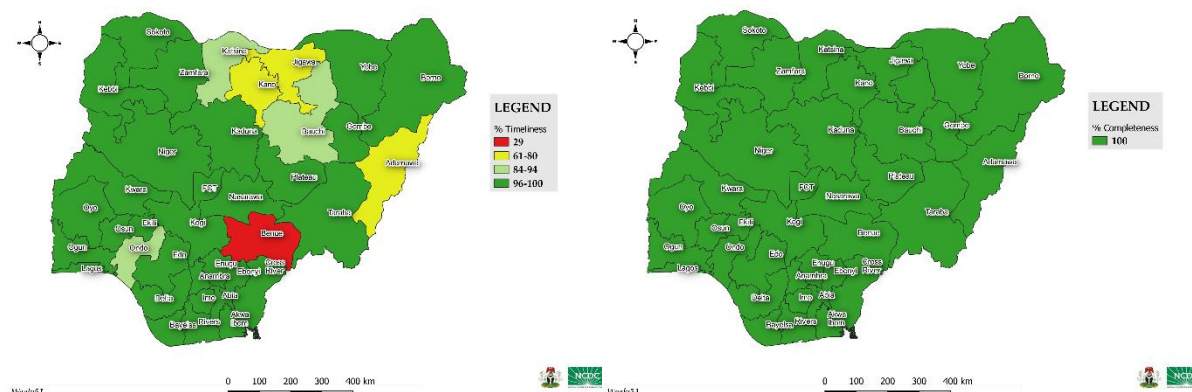 N
Sokoto
Katsina
Jigawa
Zamfara
Yobe
Borno
Kano
Kebbi
Kaduna
Bauchi
Gombe
Niger
Adamawa
Plateau
Kwara
FCT
Nasarawa
Oyo
Taraba
Ekiti
Kogi
Osun
Benue
Ogun
Ondo
Edo
Enugu
Cross
River
Lagos
Anambra
Ebonyi
Delta
Imo
Abia
Akwa
Ibom
Bayelsa
Rivers
LEGEND
% Timeliness
29
61-80
84-94
96-100
0 100 200 300 400 km
NCDC
Sokoto
Katsina
Jigawa
Zamfara
Yobe
Borno
Kano
Kebbi
Kaduna
Bauchi
Gombe
Niger
Adamawa
Plateau
Kwara
FCT
Nasarawa
Oyo
Taraba
Ekiti
Kogi
Osun
Benue
Ogun
Ondo
Edo
Enugu
Cross
River
Lagos
Anambra
Ebonyi
Delta
Imo
Abia
Akwa
Ibom
Bayelsa
Rivers
LEGEND
% Completeness
100
0 100 200 300 400 km
NCDC